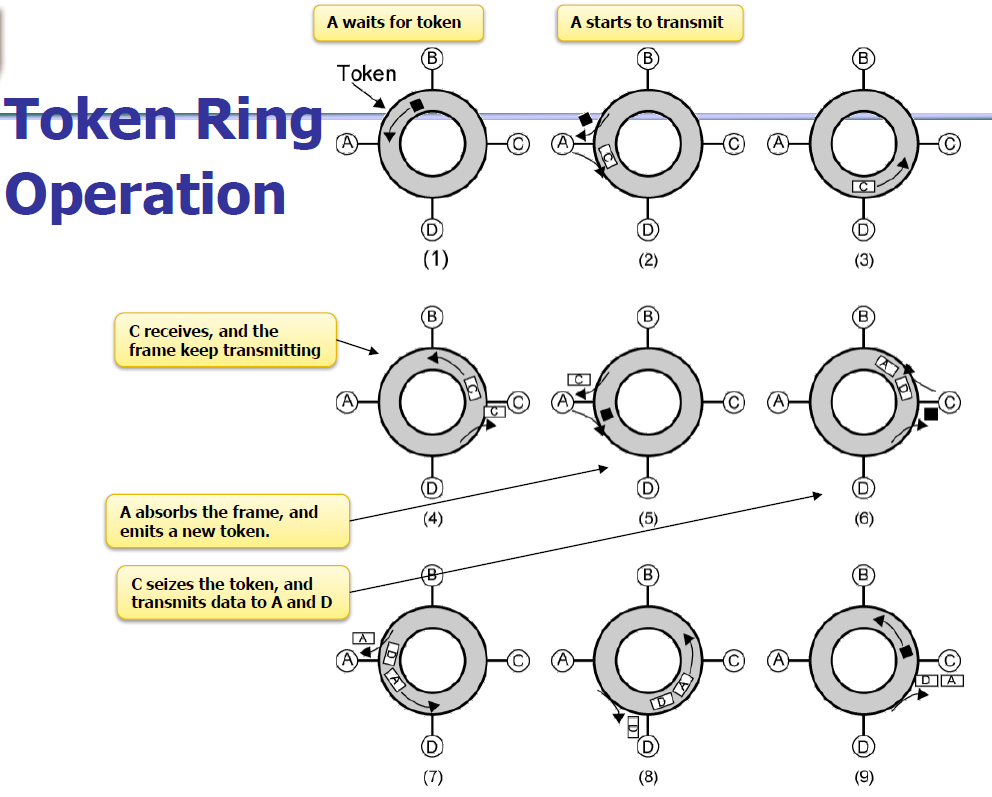 A waits for token
A starts to transmit
Token Ring
Operation
Token
B
A
C
D
(1)
B
A
C
C
D
(2)
B
A
C
C
D
(3)
C receives, and the
frame keep transmitting
B
A
C
C
C
D
(4)
B
C
A
C
D
(5)
B
A
D
A
C
D
(6)
A absorbs the frame, and
emits a new token.
C seizes the token, and
transmits data to A and D
B
A
A
D
A
C
D
(7)
B
A
C
A
D
D
D
(8)
B
A
C
D A
D
(9)